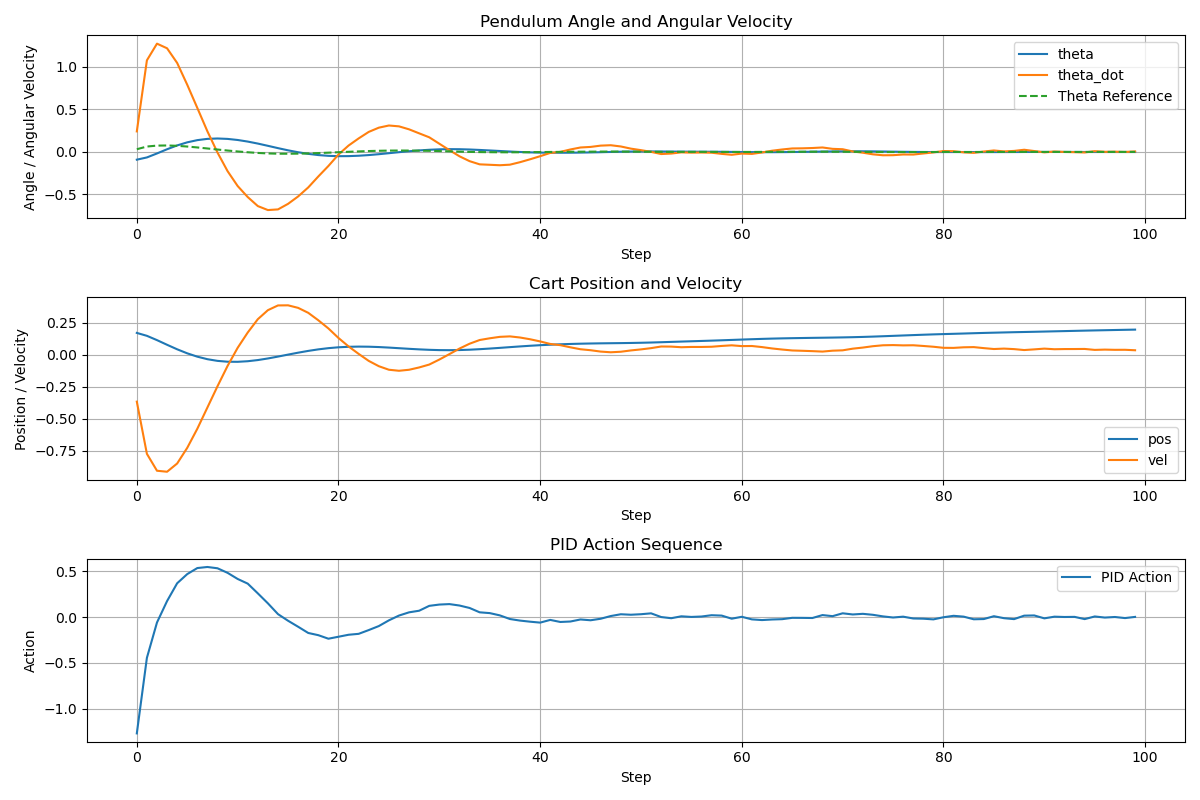 Pendulum Angle and Angular Velocity
Angle / Angular Velocity
1.0
0.5
0.0
−0.5
theta
theta_dot
Theta Reference
0 20 40 60 80 100
Step
Cart Position and Velocity
Position / Velocity
0.25
0.00
−0.25
−0.50
−0.75
pos
vel
0 20 40 60 80 100
Step
PID Action Sequence
Action
0.5
0.0
−0.5
−1.0
PID Action
0 20 40 60 80 100
Step